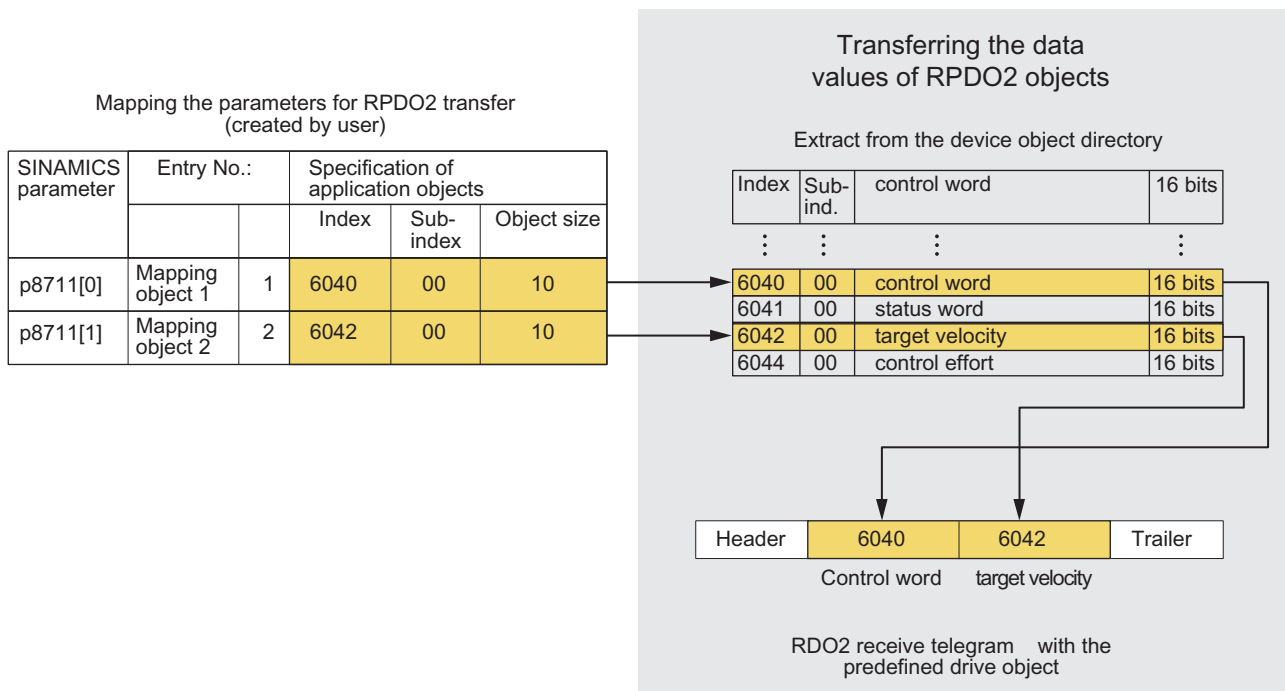 Transferring the data
values of RPDO2 objects
Mapping the parameters for RPDO2 transfer
(created by user)
Extract from the device object directory
SINAMICS
parameter
Entry No.:
Specification of
application objects
Index
Sub-
index
Object size
p8711[0]
Mapping
object 1
1
6040
00
10
p8711[1]
Mapping
object 2
2
6042
00
10
Index
Sub-
ind.
control word
16 bits
6040 00 control word 16 bits
6041 00 status word 16 bits
6042 00 target velocity 16 bits
6044 00 control effort 16 bits
Header 6040 6042 Trailer
Control word target velocity
RDO2 receive telegram with the
predefined drive object